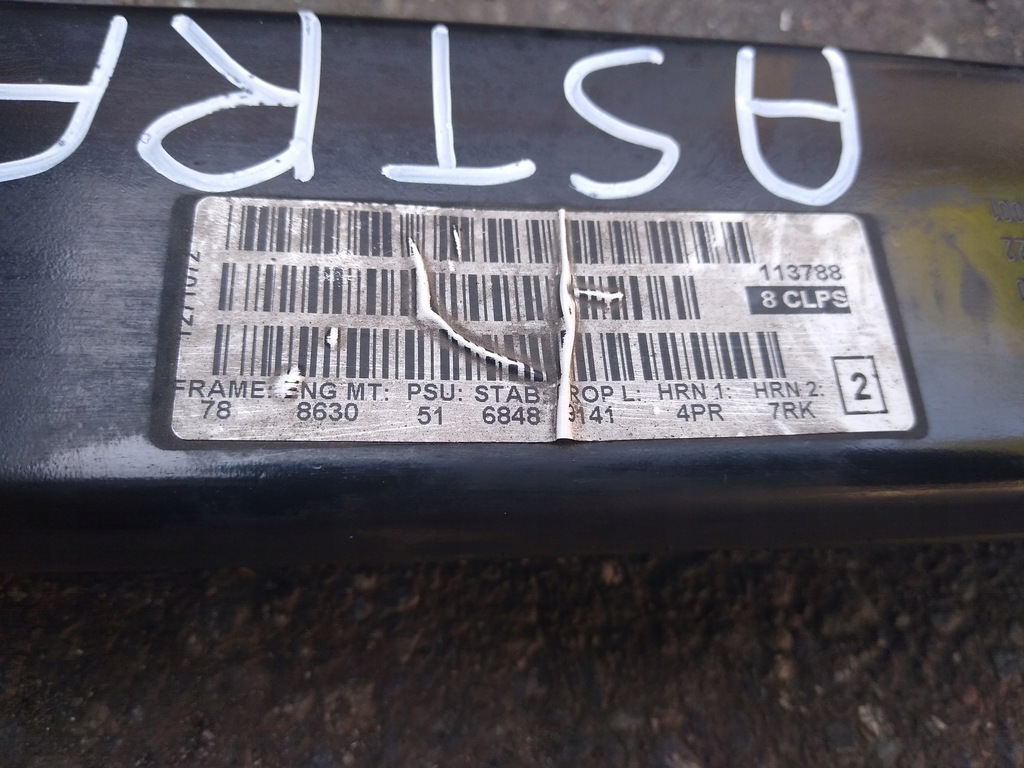 ASTRA
113788
8 CLPS
FRAME: ENG MT: PSU: STAB: PROP L: HRN 1: HRN 2:
78 8630 51 6848 9141 4PR 7RK
2